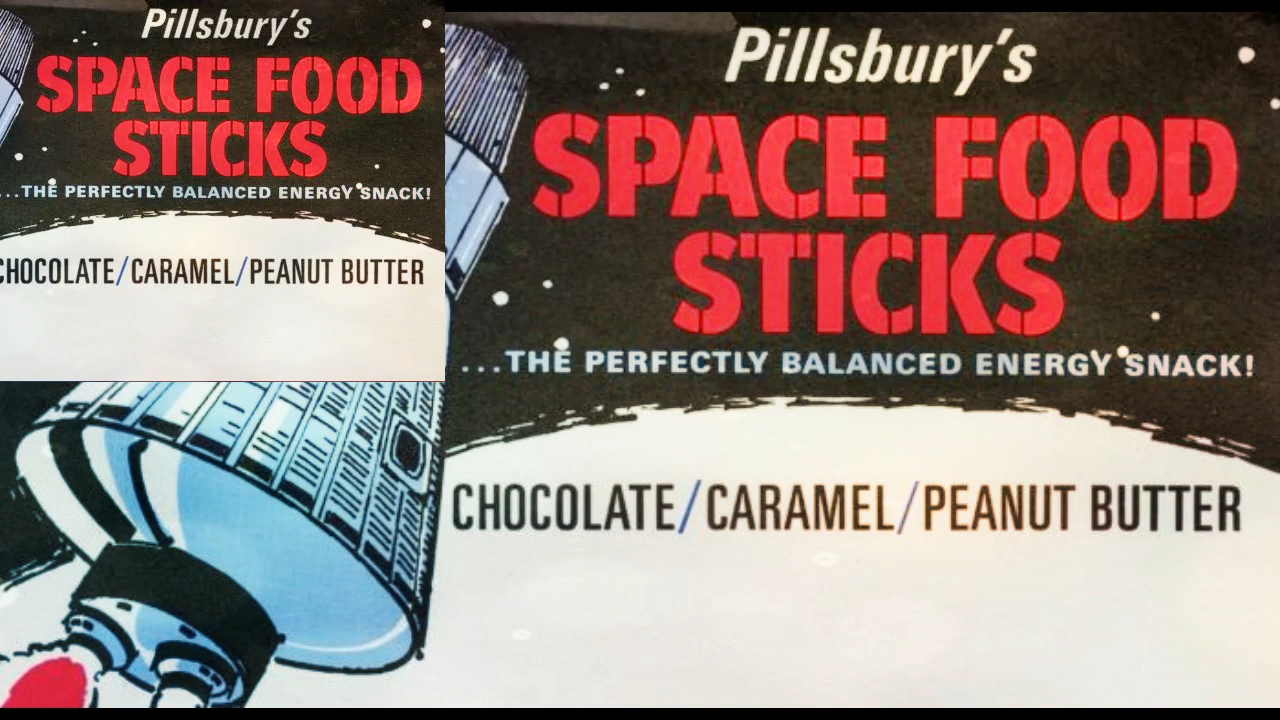 Pillsbury's
SPACE FOOD
STICKS
...THE PERFECTLY BALANCED ENERGY SNACK!
CHOCOLATE/CARAMEL/PEANUT BUTTER
Pillsbury's
SPACE FOOD
STICKS
...THE PERFECTLY BALANCED ENERGY SNACK!
CHOCOLATE/CARAMEL/PEANUT BUTTER